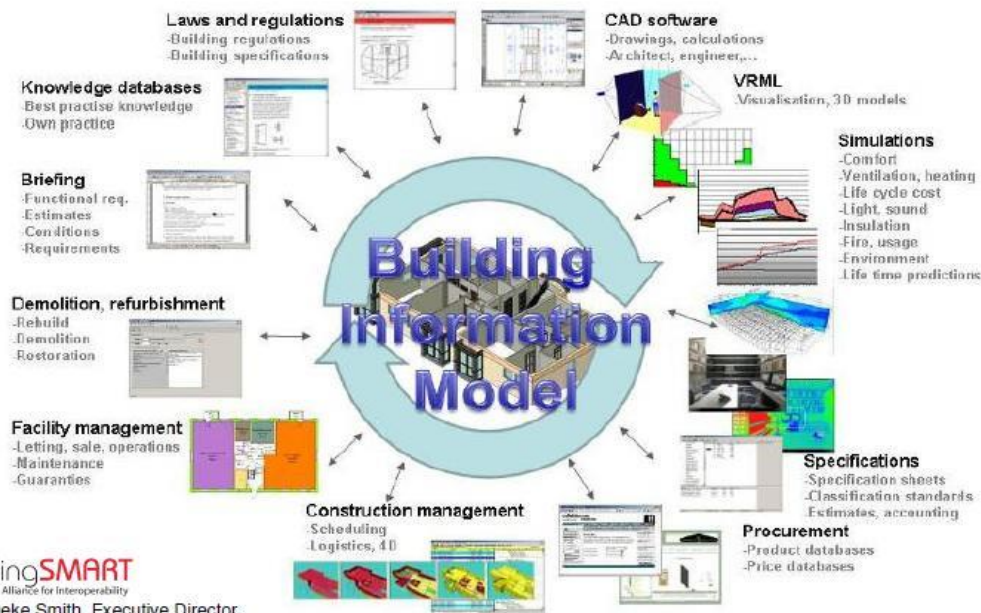 Laws and regulations
-Building regulations
-Building specifications
CAD software
-Drawings, calculations
-Architect, engineer,...
Knowledge databases
-Best practise knowledge
-Own practice
VRML
-Visualisation, 3D models
Simulations
-Comfort
-Ventilation, heating
-Life cycle cost
-Light, sound
-Insulation
-Fire, usage
-Environment
-Life time predictions
Briefing
-Functional req.
-Estimates
-Conditions
-Requirements
Building
Information
Model
Demolition, refurbishment
-Rebuild
-Demolition
-Restoration
Facility management
-Letting, sale, operations
-Maintenance
-Guaranties
Specifications
-Specification sheets
-Classification standards
-Estimates, accounting
Construction management
-Scheduling
-Logistics, 4D
Procurement
-Product databases
-Price databases
ingSMART
Alliance for Interoperability
eke Smith, Executive Director